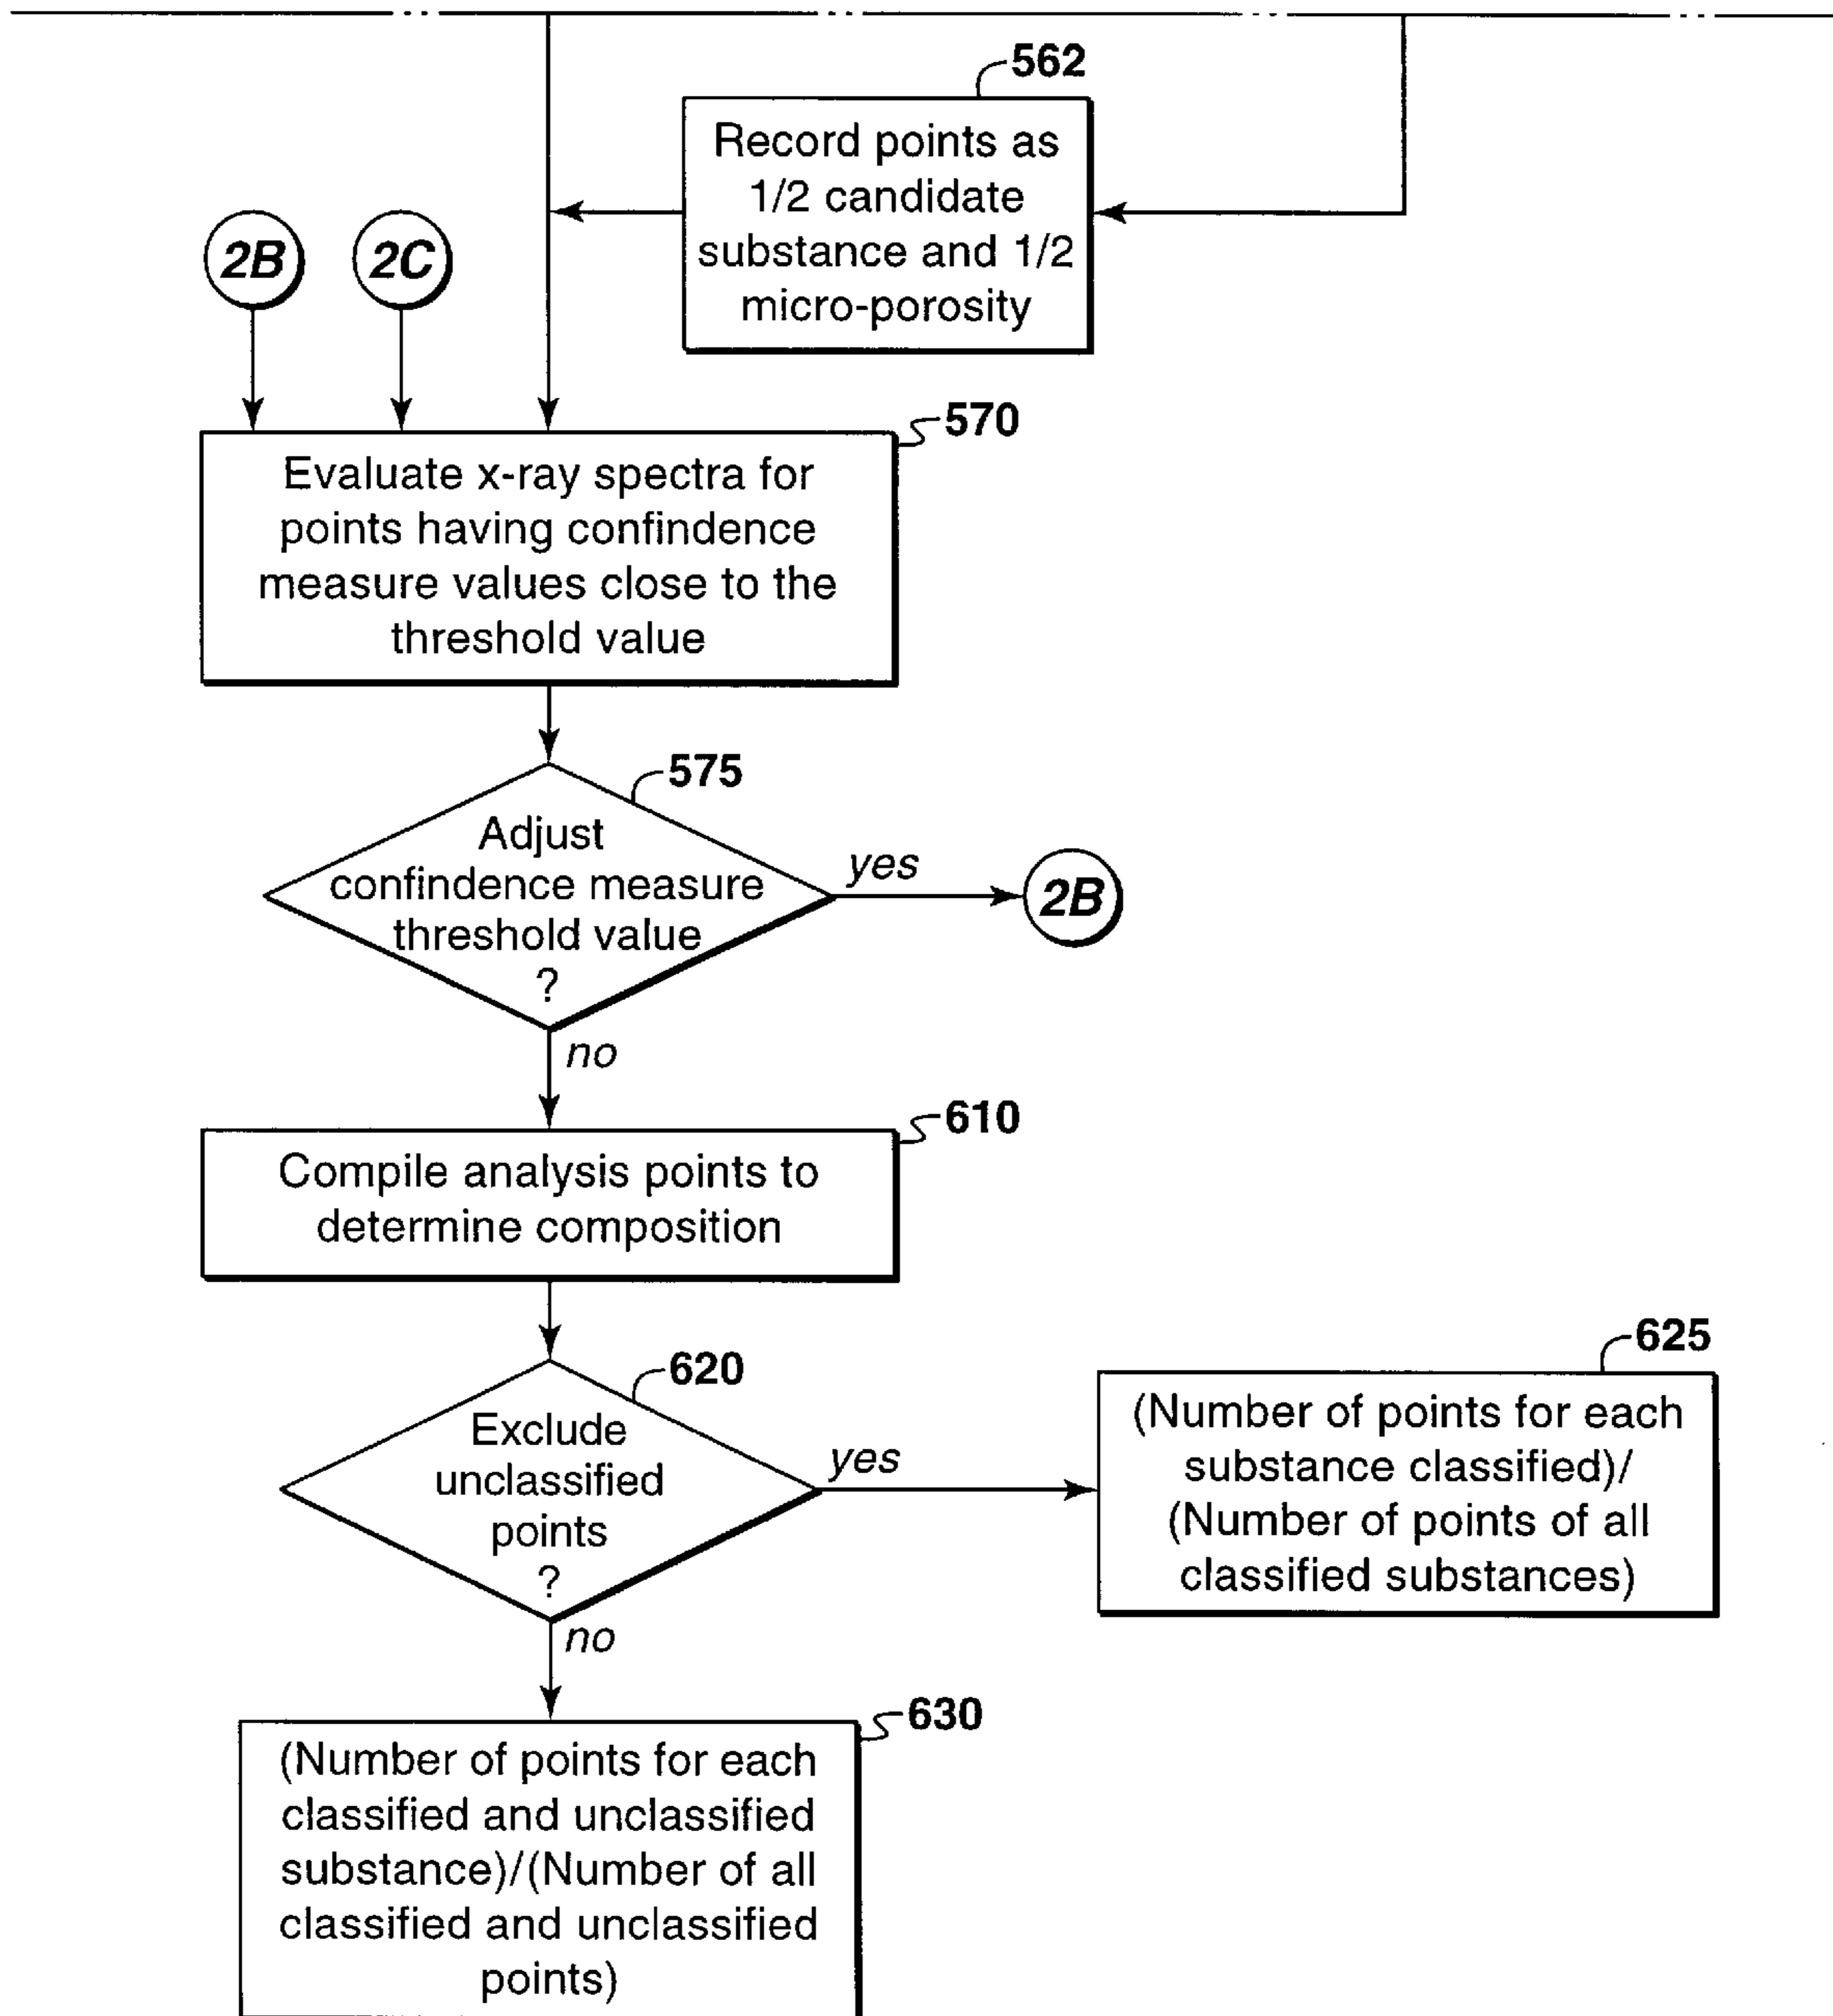 562
Record points as
1/2 candidate
substance and 1/2
micro-porosity
2B
2C
570
Evaluate x-ray spectra for
points having confindence
measure values close to the
threshold value
575
Adjust
confindence measure
threshold value
?
yes
2B
no
610
Compile analysis points to
determine composition
620
Exclude
unclassified
points
?
yes
625
(Number of points for each
substance classified)/
(Number of points of all
classified substances)
no
630
(Number of points for each
classified and unclassified
substance)/(Number of all
classified and unclassified
points)